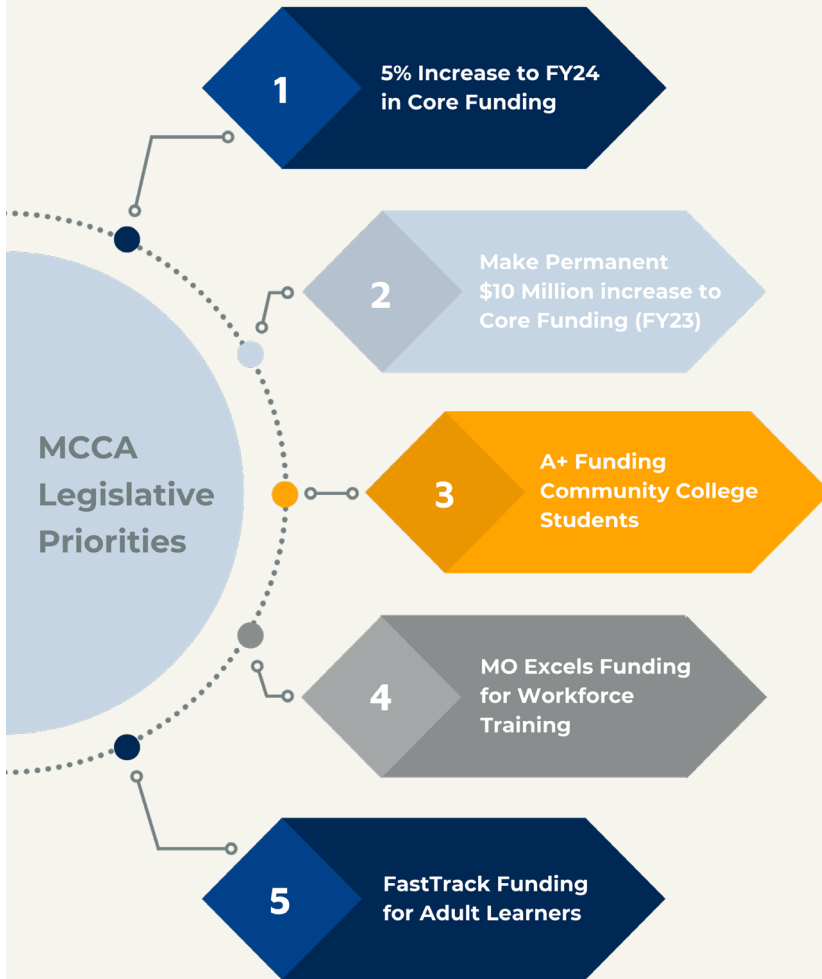 MCCA
Legislative
Priorities
1
5% Increase to FY24
in Core Funding
2
Make Permanent
$10 Million increase to
Core Funding (FY23)
3
A+ Funding
Community College
Students
4
MO Excels Funding
for Workforce
Training
5
FastTrack Funding
for Adult Learners